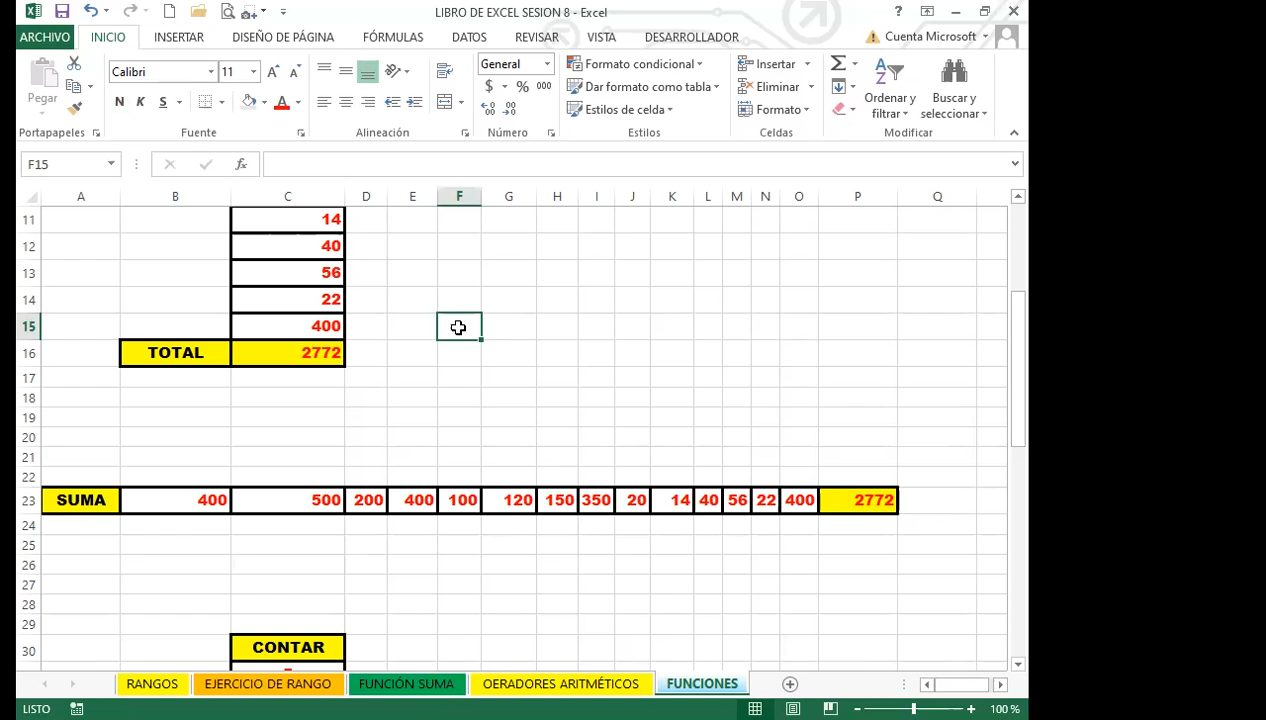 LIBRO DE EXCEL SESION 8 - Excel
ARCHIVO INICIO INSERTAR DISEÑO DE PÁGINA FÓRMULAS DATOS REVISAR VISTA DESARROLLADOR Cuenta Microsoft
Pegar
Calibri 11
N K S
General
$ % 000
Formato condicional
Dar formato como tabla
Estilos de celda
Insertar
Eliminar
Formato
Ordenar y filtrar
Buscar y seleccionar
Portapapeles Fuente Alineación Número Estilos Celdas Modificar
F15 fx
A B C D E F G H I J K L M N O P Q
11 14
12 40
13 56
14 22
15 400
16 TOTAL 2772
17
18
19
20
21
22
23 SUMA 400 500 200 400 100 120 150 350 20 14 40 56 22 400 2772
24
25
26
27
28
29
30 CONTAR
RANGOS EJERCICIO DE RANGO FUNCIÓN SUMA OERADORES ARITMÉTICOS FUNCIONES
LISTO 100 %